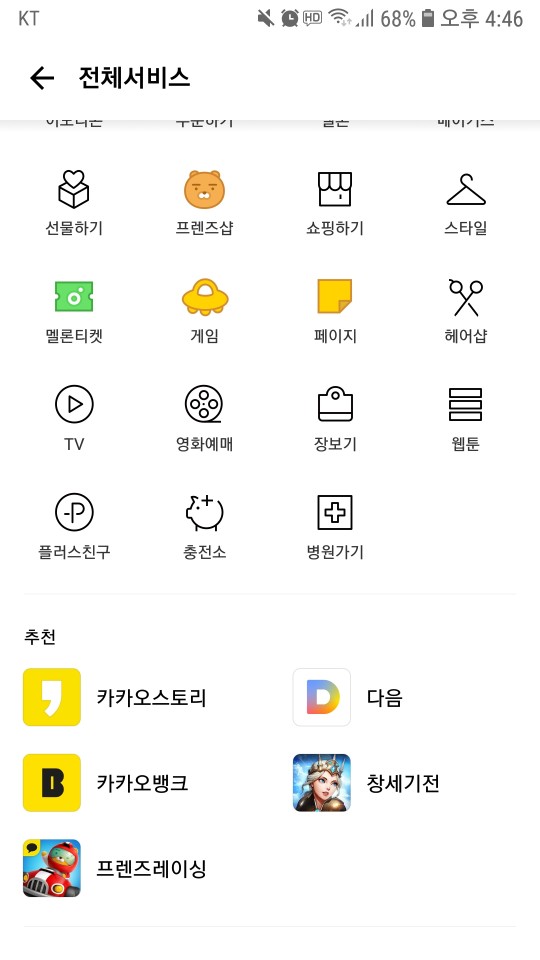 KT HD 68% 오후 4:46
전체서비스
선물하기 프렌즈샵 쇼핑하기 스타일
멜론티켓 게임 페이지 헤어샵
TV 영화예매 장보기 웹툰
플러스친구 충전소 병원가기
추천
카카오스토리 다음
카카오뱅크 창세기전
프렌즈레이싱